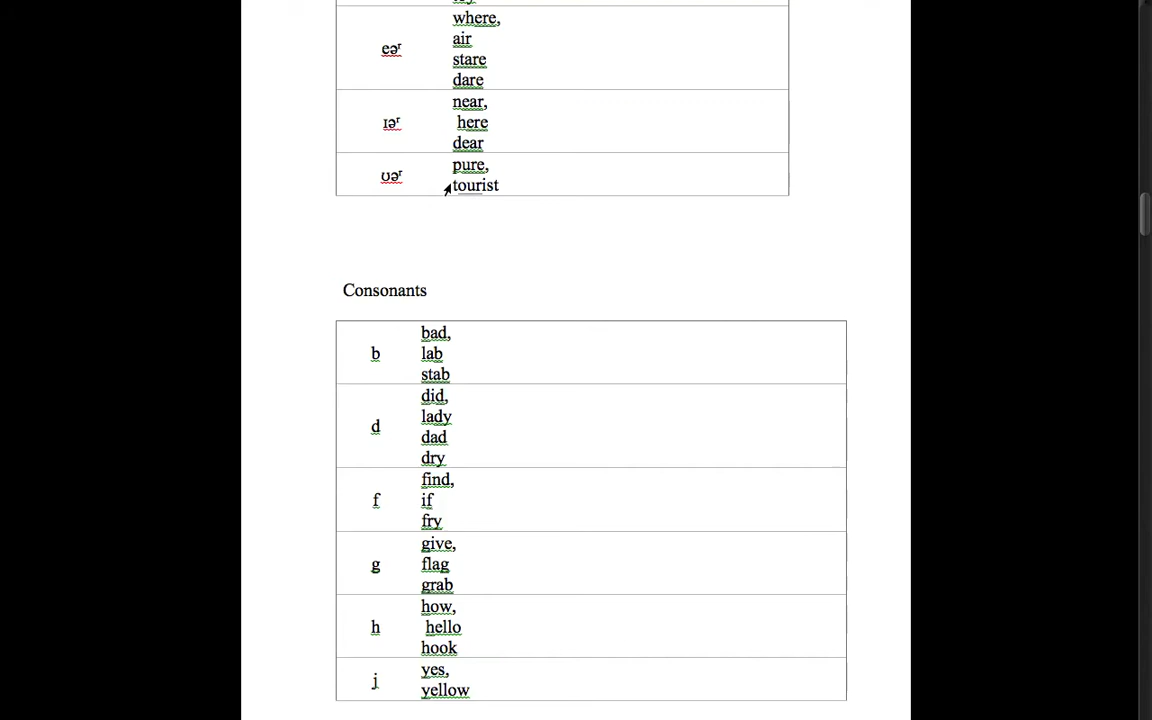 where,
eəʳ
air
stare
dare
near,
ɪəʳ
here
dear
pure,
ʊəʳ
tourist
Consonants
bad,
b
lab
stab
did,
lady
d
dad
dry
find,
f
if
fry
give,
g
flag
grab
how,
h
hello
hook
yes,
j
yellow